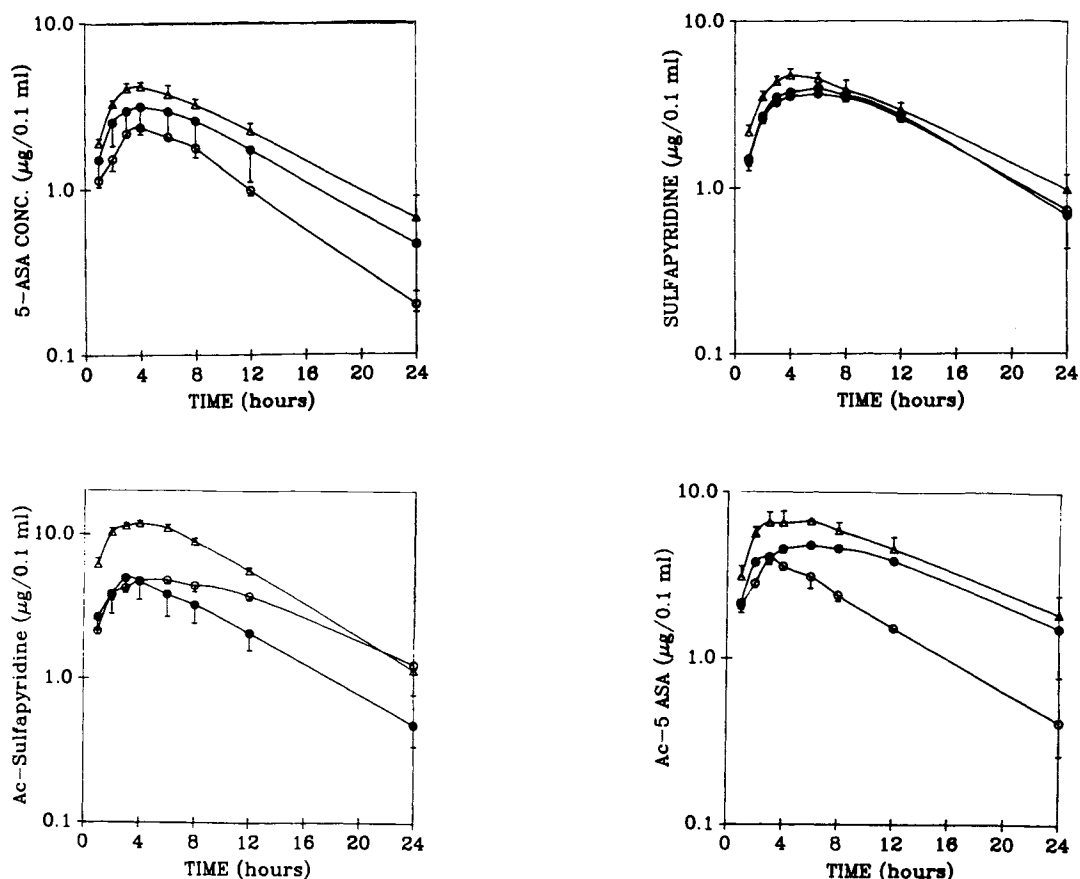 10.0
1.0
0.1
5-ASA CONC. (μg/0.1 ml)
0 4 8 12 16 20 24
TIME (hours)
10.0
1.0
0.1
SULFAPYRIDINE (μg/0.1 ml)
0 4 8 12 16 20 24
TIME (hours)
10.0
1.0
0.1
Ac-Sulfapyridine (μg/0.1 ml)
0 4 8 12 16 20 24
TIME (hours)
10.0
1.0
0.1
Ac-5 ASA (μg/0.1 ml)
0 4 8 12 16 20 24
TIME (hours)